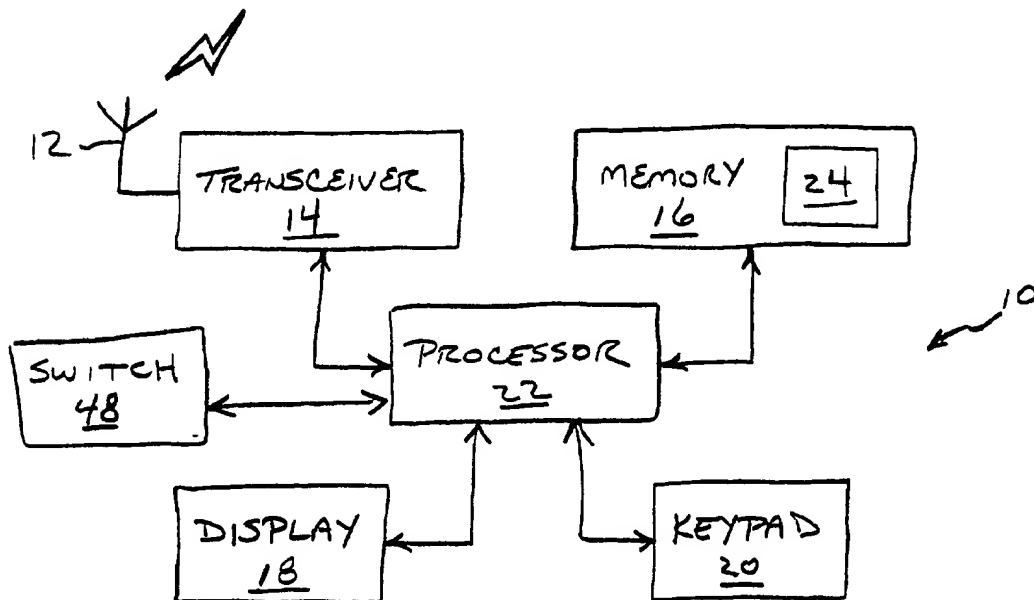 12
TRANSCEIVER
14
MEMORY
16
24
10
PROCESSOR
22
SWITCH
48
DISPLAY
18
KEYPAD
20